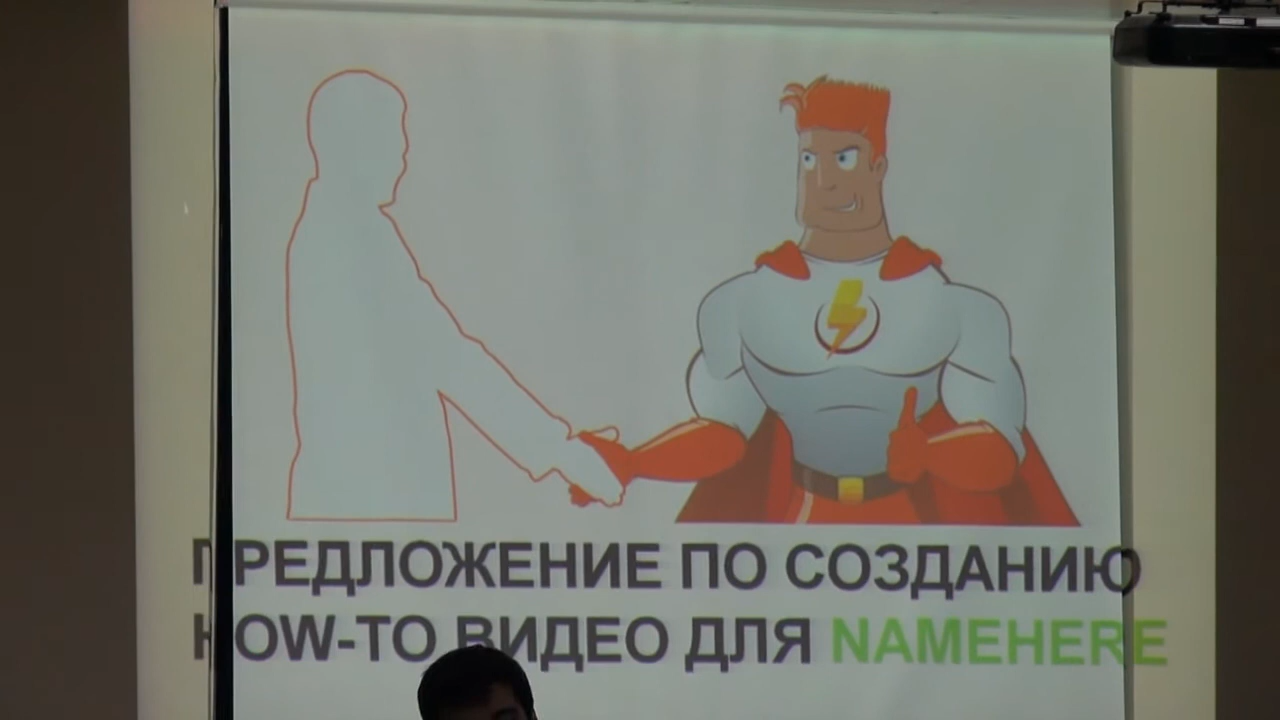 ПРЕДЛОЖЕНИЕ ПО СОЗДАНИЮ
HOW-TO ВИДЕО ДЛЯ NAMEHERE